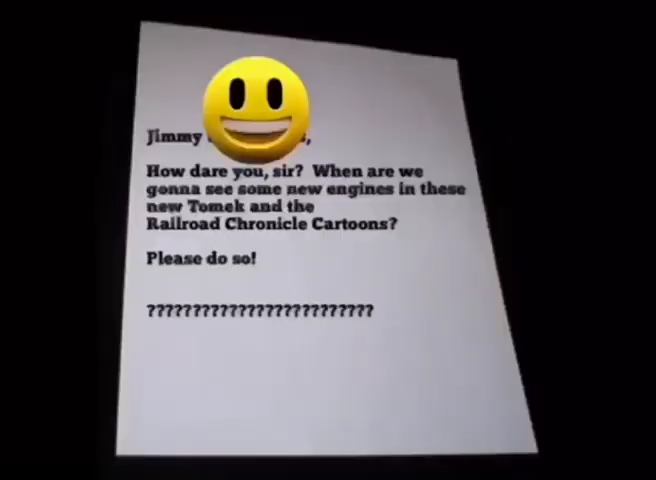 Jimmy
How dare you, sir? When are we
gonna see some new engines in these
new Tomek and the
Railroad Chronicle Cartoons?
Please do so!
?????????????????????????